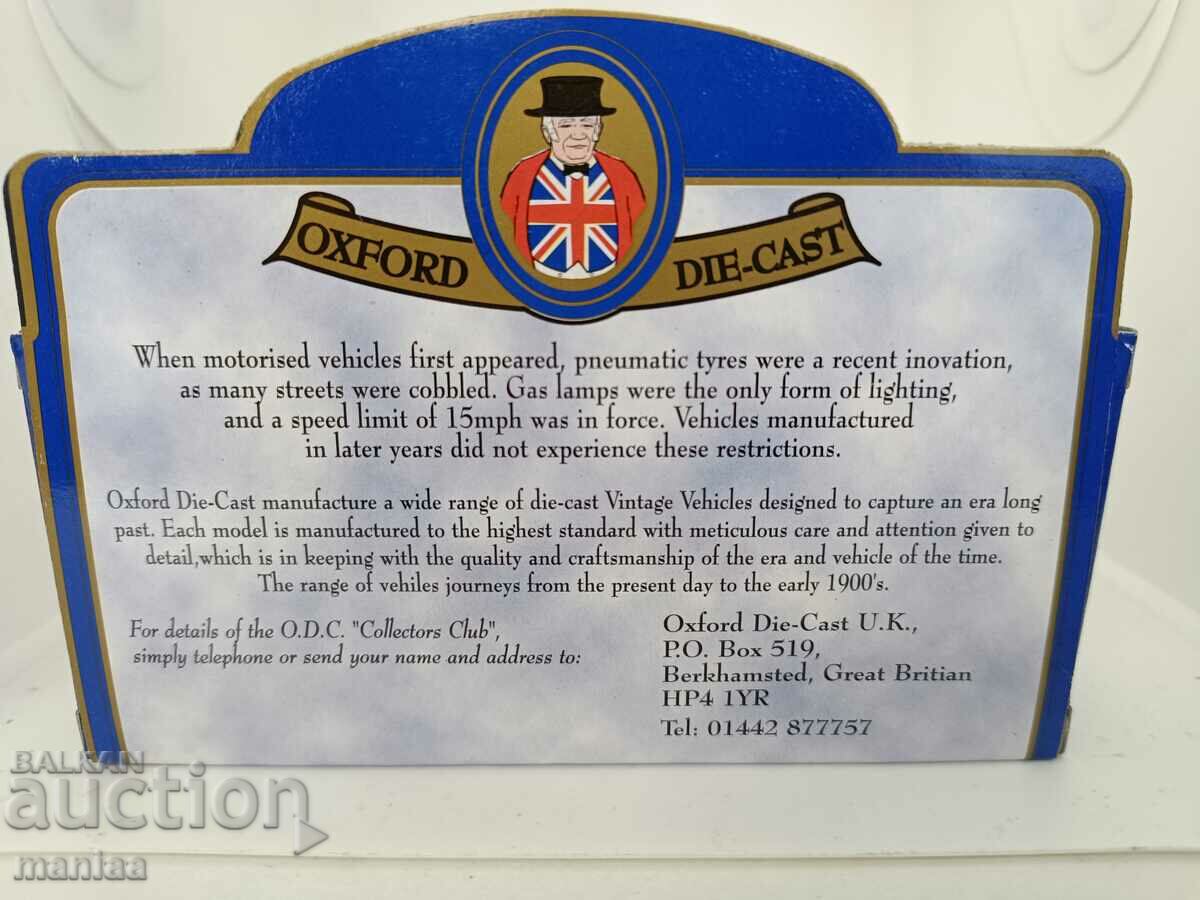 OXFORD DIE-CAST
When motorised vehicles first appeared, pneumatic tyres were a recent inovation,
as many streets were cobbled. Gas lamps were the only form of lighting,
and a speed limit of 15mph was in force. Vehicles manufactured
in later years did not experience these restrictions.
Oxford Die-Cast manufacture a wide range of die-cast Vintage Vehicles designed to capture an era long
past. Each model is manufactured to the highest standard with meticulous care and attention given to
detail,which is in keeping with the quality and craftsmanship of the era and vehicle of the time.
The range of vehiles journeys from the present day to the early 1900's.
For details of the O.D.C. "Collectors Club",
simply telephone or send your name and address to:
Oxford Die-Cast U.K.,
P.O. Box 519,
Berkhamsted, Great Britian
HP4 1YR
Tel: 01442 877757
BALKAN
auction
maniaa